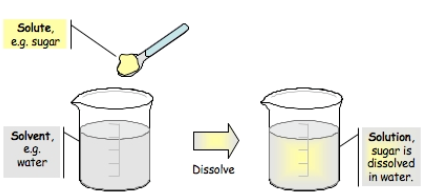 Solute,
e.g. sugar
Solvent,
e.g.
water
Dissolve
Solution,
sugar is
dissolved
in water.